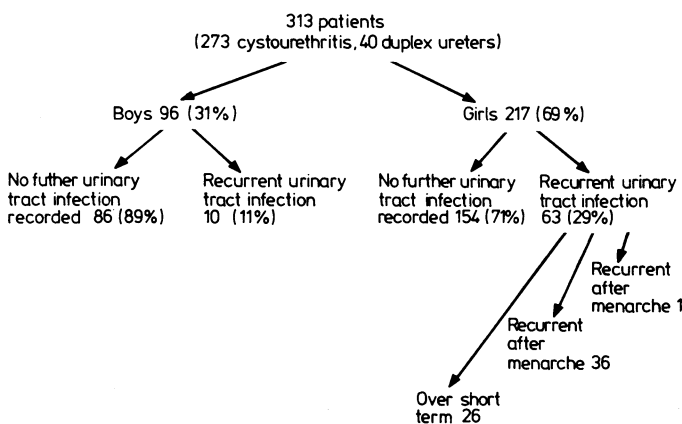 313 patients
(273 cystourethritis, 40 duplex ureters)
Boys 96 (31%)
Girls 217 (69%)
No futher urinary
tract infection
recorded 86 (89%)
Recurrent urinary
tract infection
10 (11%)
No further urinary
tract infection
recorded 154 (71%)
Recurrent urinary
tract infection
63 (29%)
Recurrent
after
menarche 1
Recurrent
after
menarche 36
Over short
term 26